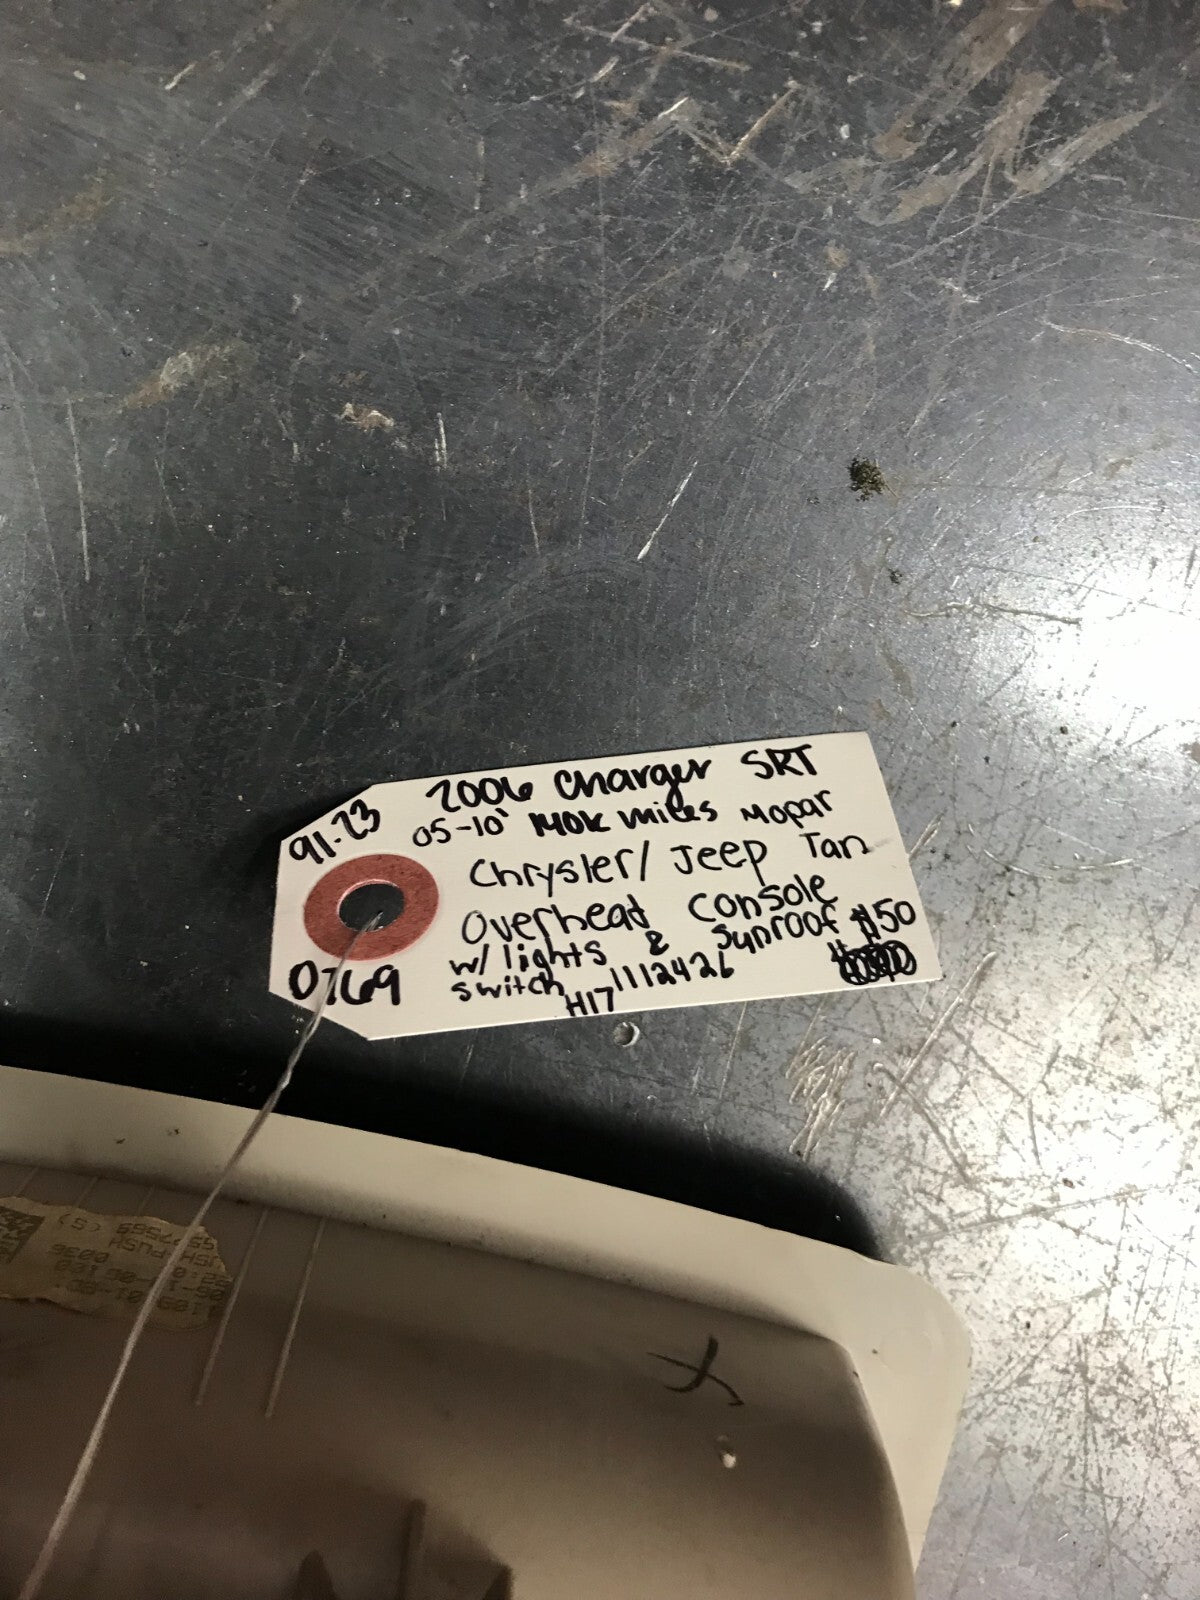 91-23
2006 Charger SRT
05-10' 140k miles Mopar
Chrysler/ Jeep Tan
Overhead Console
w/ lights & sunroof $150
switch 1112426
H17
0769